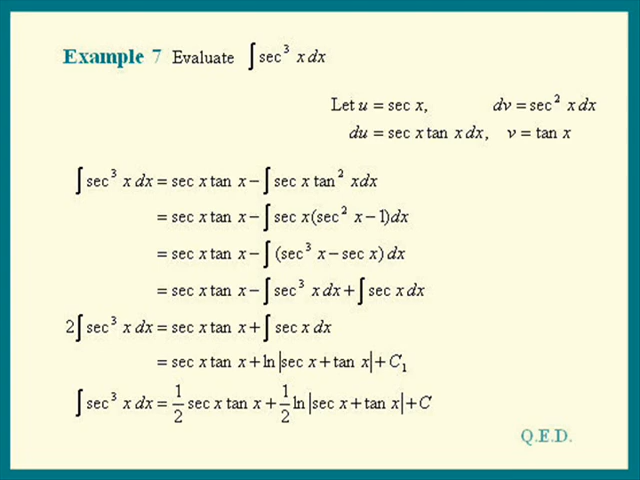 Example 7 Evaluate ∫sec³ x dx
Let u = sec x, dv = sec² x dx
du = sec x tan x dx, v = tan x
∫sec³ x dx = sec x tan x − ∫sec x tan² x dx
= sec x tan x − ∫sec x(sec² x − 1)dx
= sec x tan x − ∫(sec³ x − sec x) dx
= sec x tan x − ∫sec³ x dx + ∫sec x dx
2∫sec³ x dx = sec x tan x + ∫sec x dx
= sec x tan x + ln|sec x + tan x| + C₁
∫sec³ x dx = 1/2 sec x tan x + 1/2 ln|sec x + tan x| + C
Q.E.D.